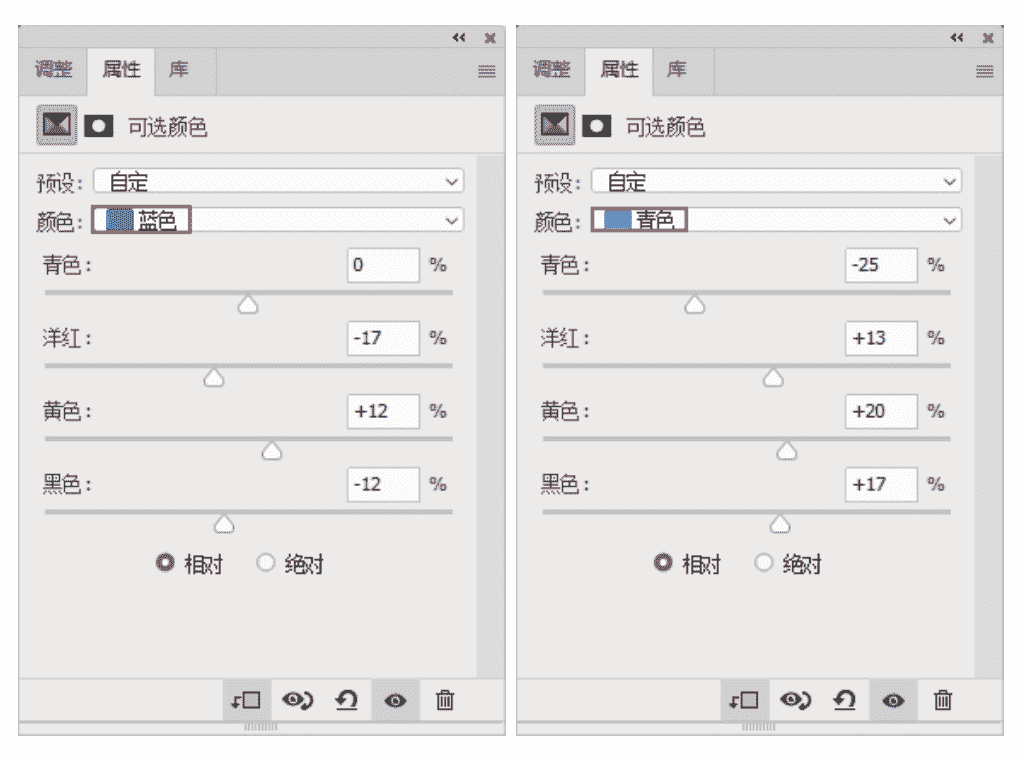 调整 属性 库
可选颜色
预设: 自定
颜色: 蓝色
青色: 0 %
洋红: -17 %
黄色: +12 %
黑色: -12 %
相对 绝对
调整 属性 库
可选颜色
预设: 自定
颜色: 青色
青色: -25 %
洋红: +13 %
黄色: +20 %
黑色: +17 %
相对 绝对